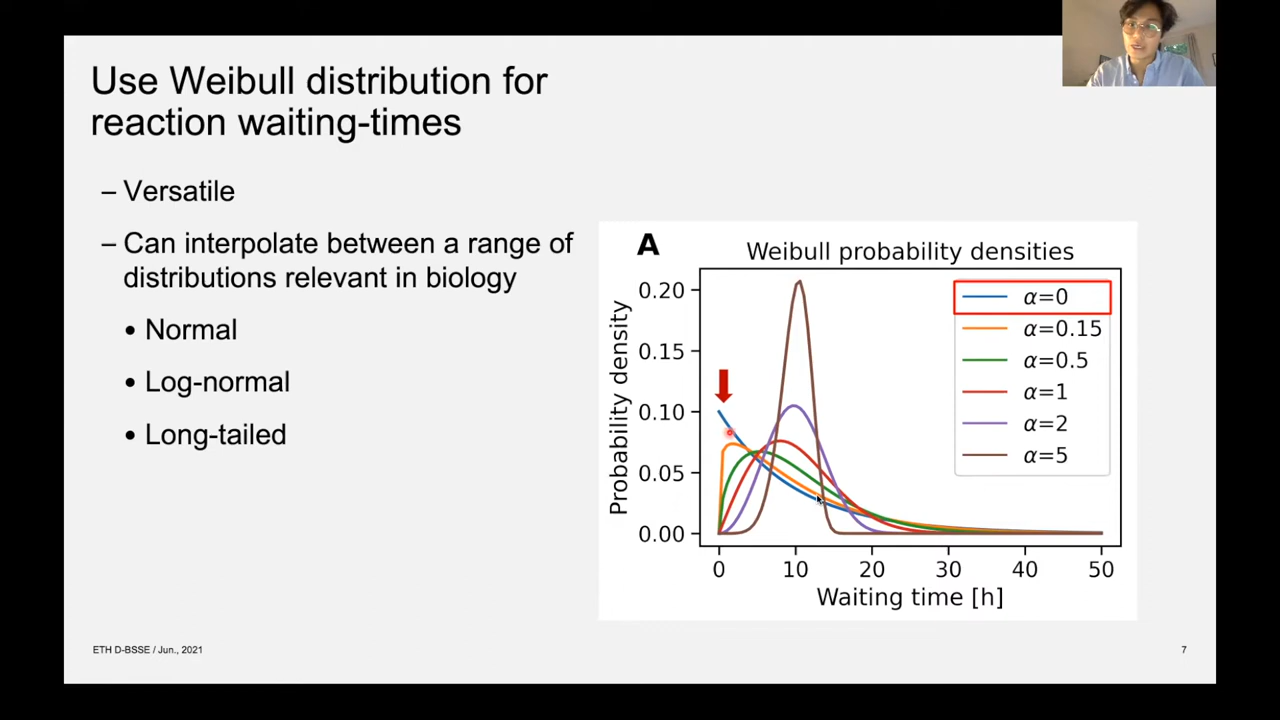 Use Weibull distribution for
reaction waiting-times
– Versatile
– Can interpolate between a range of
distributions relevant in biology
• Normal
• Log-normal
• Long-tailed
A
Weibull probability densities
Probability density
0.20
0.15
0.10
0.05
0.00
α=0
α=0.15
α=0.5
α=1
α=2
α=5
0 10 20 30 40 50
Waiting time [h]
ETH D-BSSE / Jun., 2021
7